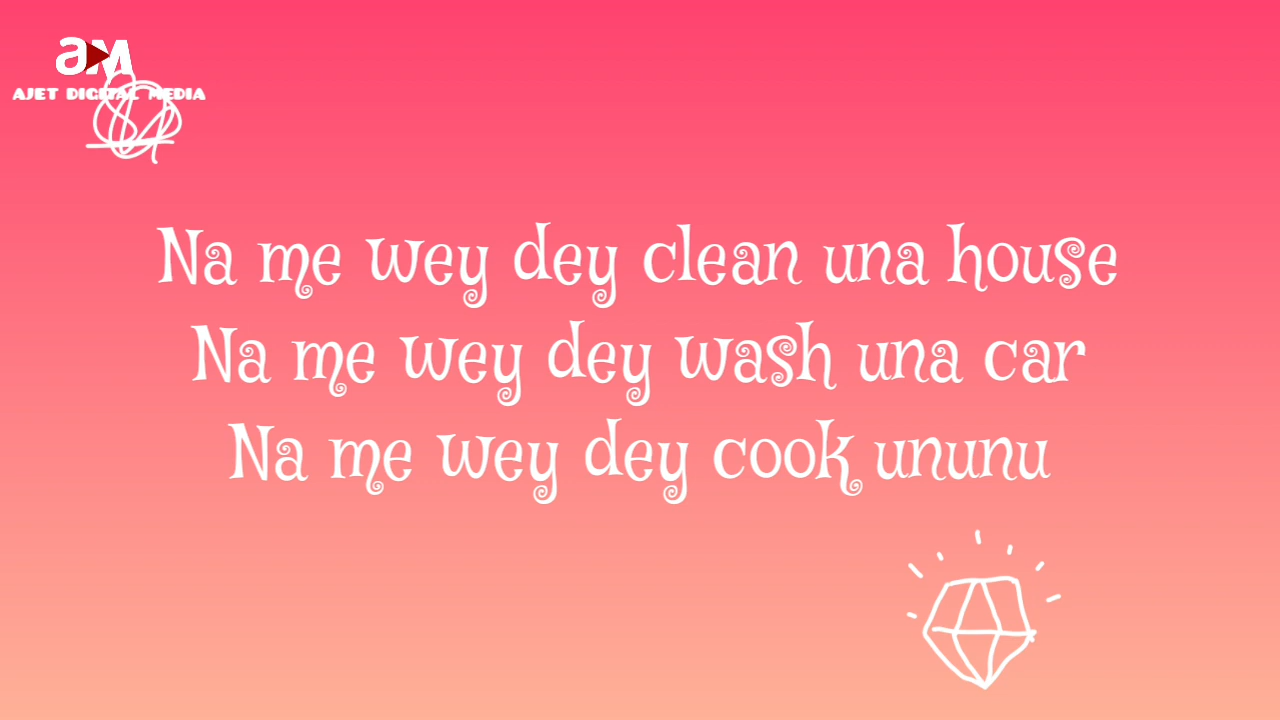 am
AJET DIGITAL MEDIA
Na me wey dey clean una house
Na me wey dey wash una car
Na me wey dey cook ununu